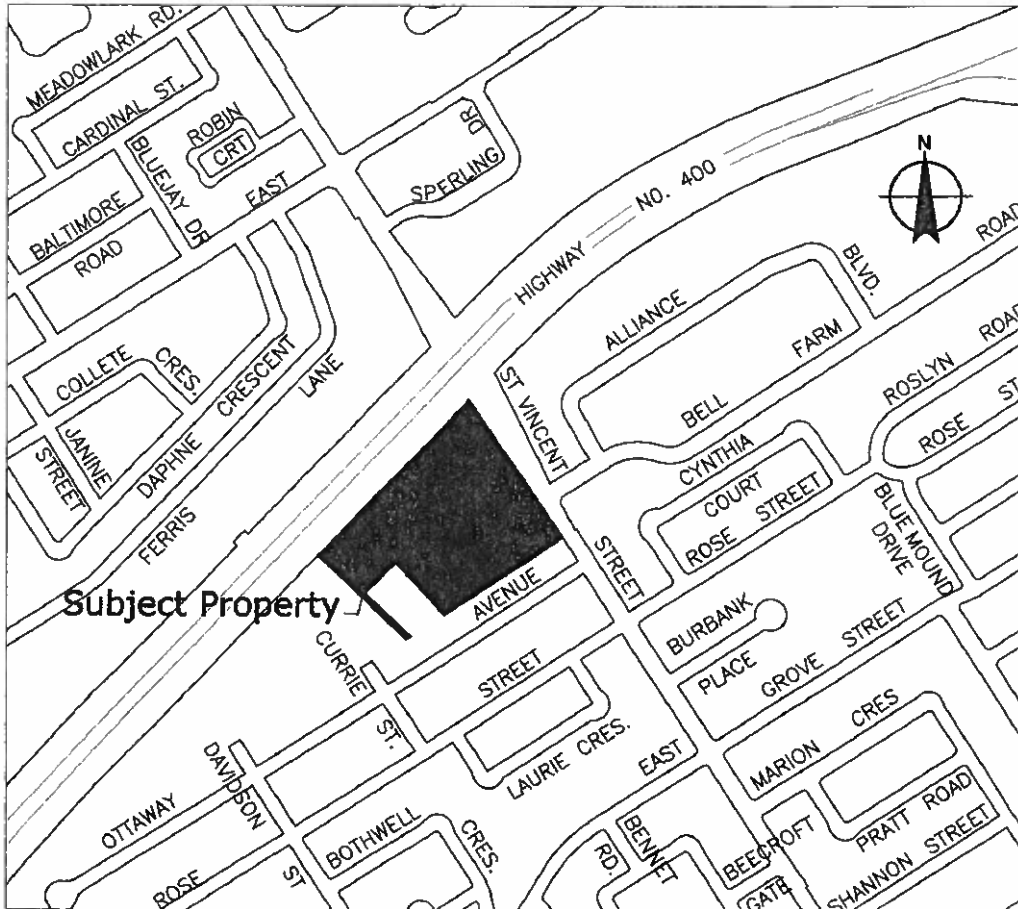 MEADOWLARK RD.
CARDINAL ST.
ROBIN
CRT
BLUEJAY DR
EAST
BALTIMORE
ROAD
SPERLING
DR
HIGHWAY NO. 400
N
COLLETE
CRES.
JANINE
STREET
DAPHNE CRESCENT
FERRIS LANE
ALLIANCE
BLVD.
BELL FARM ROAD
ROSLYN ROAD
ROSE ST
ST VINCENT
STREET
CYNTHIA
COURT
ROSE STREET
BLUE MOUND
DRIVE
Subject Property
AVENUE
CURRIE
ST.
STREET
BURBANK
PLACE
GROVE STREET
EAST
MARION CRES
LAURIE CRES.
DAVIDSON
ST
OTTAWAY
ROSE
BOTHWELL
CRES.
RD.
BENNET
BEECROFT
GATE
PRATT ROAD
SHANNON STREET